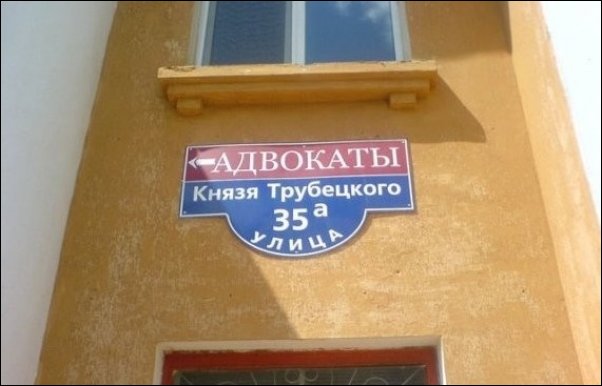 АДВОКАТЫ
Князя Трубецкого
35а
УЛИЦА